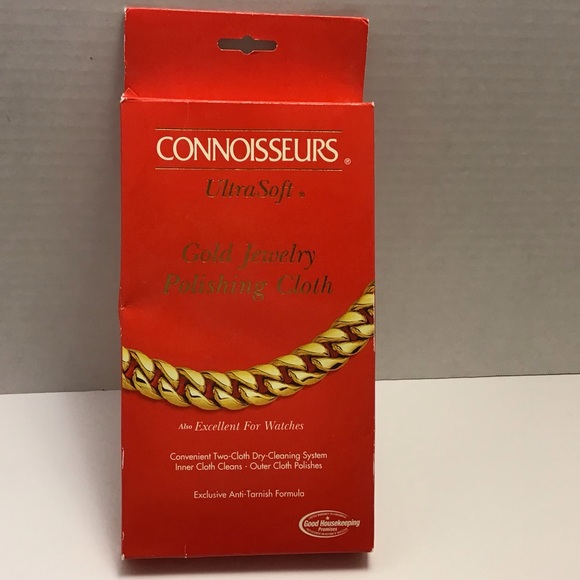 CONNOISSEURS®
UltraSoft
Gold Jewelry
Polishing Cloth
Also Excellent For Watches
Convenient Two-Cloth Dry-Cleaning System
Inner Cloth Cleans · Outer Cloth Polishes
Exclusive Anti-Tarnish Formula
Good Housekeeping
Promises